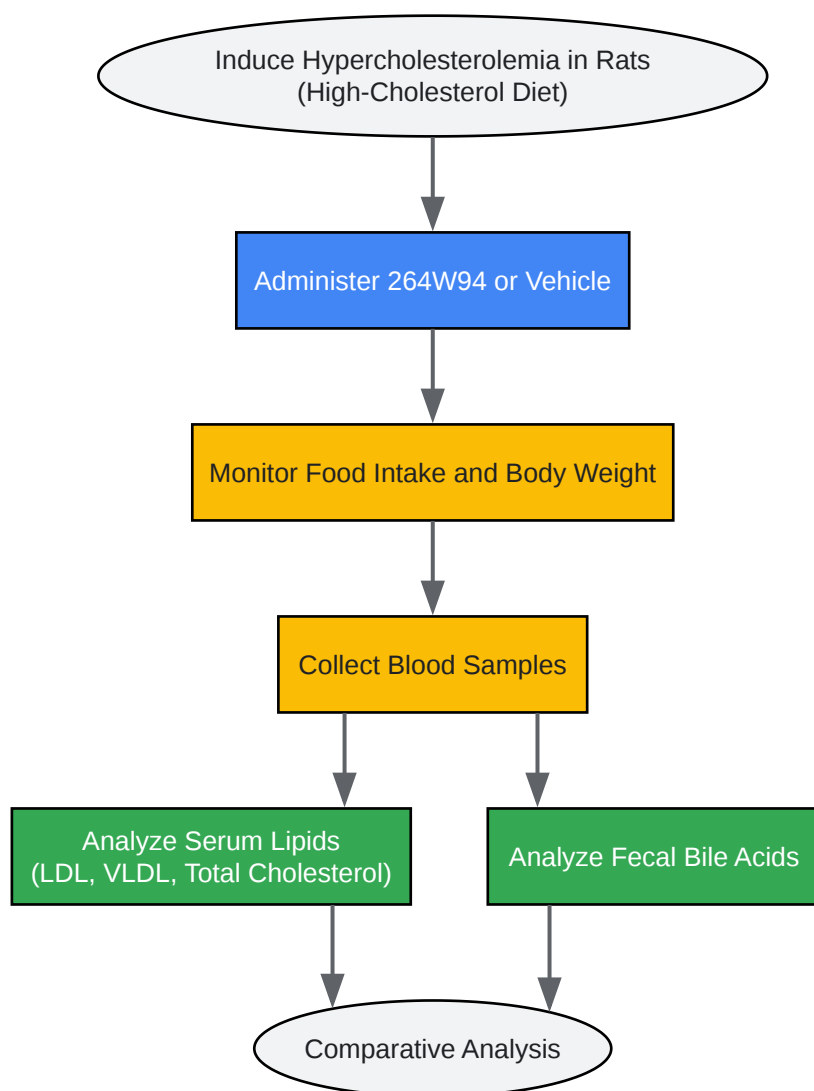 Induce Hypercholesterolemia in Rats
(High-Cholesterol Diet)
Administer 264W94 or Vehicle
Monitor Food Intake and Body Weight
Collect Blood Samples
Analyze Serum Lipids
(LDL, VLDL, Total Cholesterol)
Analyze Fecal Bile Acids
Comparative Analysis